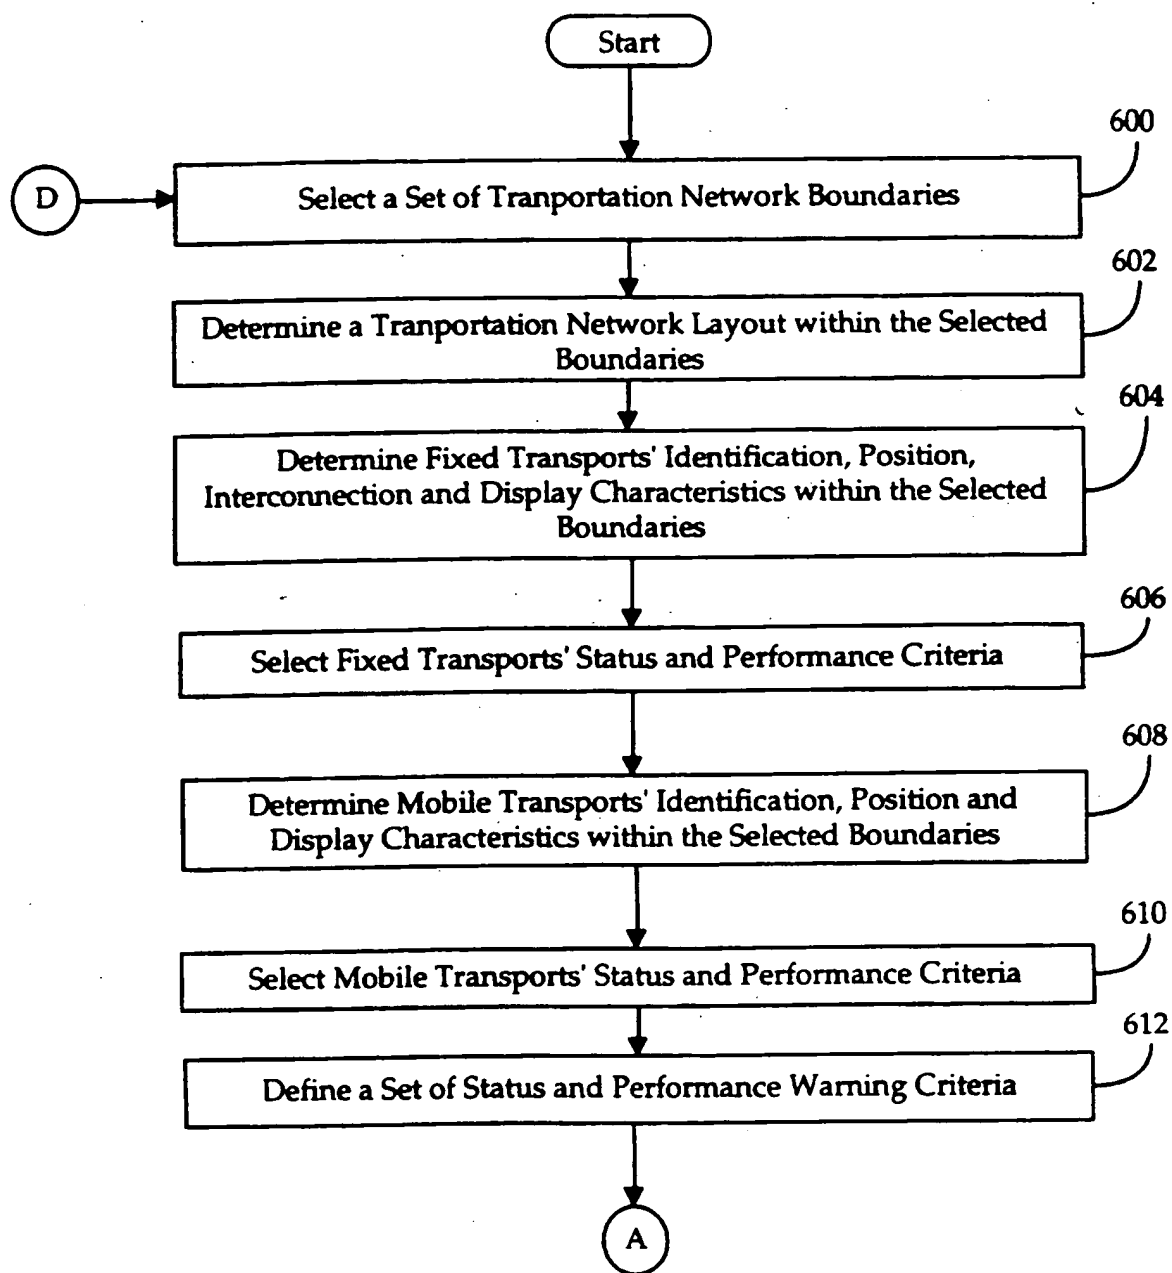 Start
600
D
Select a Set of Tranportation Network Boundaries
602
Determine a Tranportation Network Layout within the Selected
Boundaries
604
Determine Fixed Transports' Identification, Position,
Interconnection and Display Characteristics within the Selected
Boundaries
606
Select Fixed Transports' Status and Performance Criteria
608
Determine Mobile Transports' Identification, Position and
Display Characteristics within the Selected Boundaries
610
Select Mobile Transports' Status and Performance Criteria
612
Define a Set of Status and Performance Warning Criteria
A